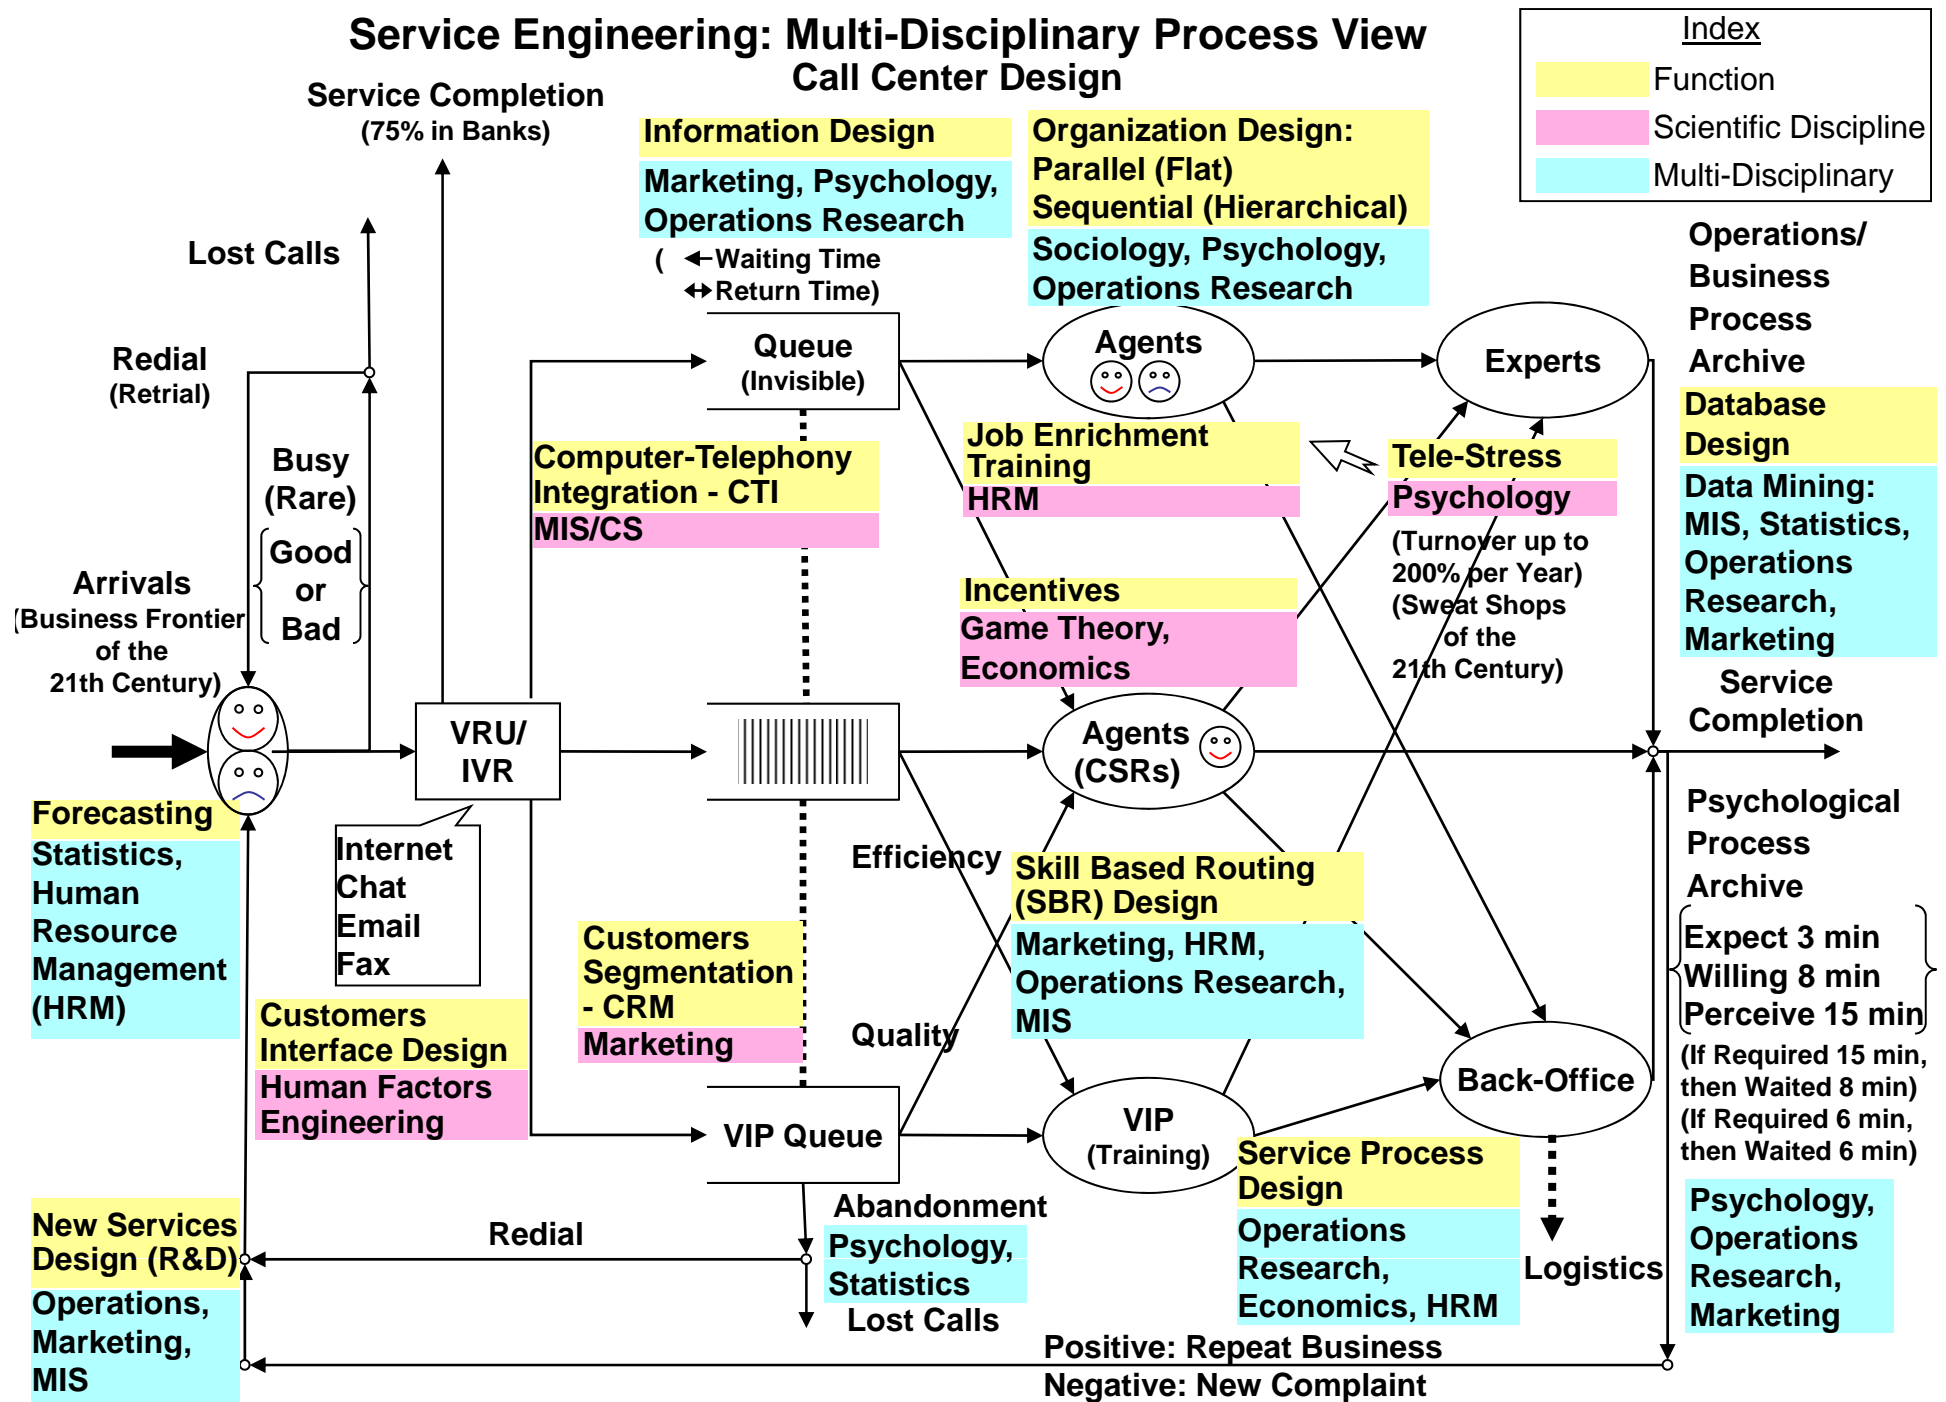 Service Engineering: Multi-Disciplinary Process View
Call Center Design
Index
Function
Scientific Discipline
Multi-Disciplinary
Service Completion
(75% in Banks)
Information Design
Marketing, Psychology,
Operations Research
( Waiting Time
Return Time)
Organization Design:
Parallel (Flat)
Sequential (Hierarchical)
Sociology, Psychology,
Operations Research
Lost Calls
Redial
(Retrial)
Busy
(Rare)
Good
or
Bad
Arrivals
(Business Frontier
of the
21th Century)
Queue
(Invisible)
Agents
Experts
Operations/
Business
Process
Archive
Database
Design
Data Mining:
MIS, Statistics,
Operations
Research,
Marketing
Service
Completion
Computer-Telephony
Integration - CTI
MIS/CS
Job Enrichment
Training
HRM
Tele-Stress
Psychology
(Turnover up to
200% per Year)
(Sweat Shops
of the
21th Century)
Incentives
Game Theory,
Economics
VRU/
IVR
Agents
(CSRs)
Forecasting
Statistics,
Human
Resource
Management
(HRM)
Internet
Chat
Email
Fax
Customers
Interface Design
Human Factors
Engineering
Customers
Segmentation
- CRM
Marketing
Efficiency
Quality
Skill Based Routing
(SBR) Design
Marketing, HRM,
Operations Research,
MIS
Psychological
Process
Archive
Expect 3 min
Willing 8 min
Perceive 15 min
(If Required 15 min,
then Waited 8 min)
(If Required 6 min,
then Waited 6 min)
Psychology,
Operations
Research,
Marketing
VIP Queue
VIP
(Training)
Back-Office
Service Process
Design
Operations
Research,
Economics, HRM
Logistics
New Services
Design (R&D)
Operations,
Marketing,
MIS
Redial
Abandonment
Psychology,
Statistics
Lost Calls
Positive: Repeat Business
Negative: New Complaint